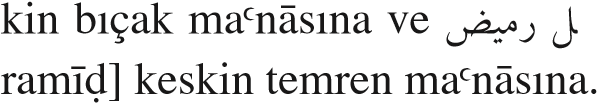 kin bıçak maʿnāsına ve ل رميض
ramīḍ] keskin temren maʿnāsına.